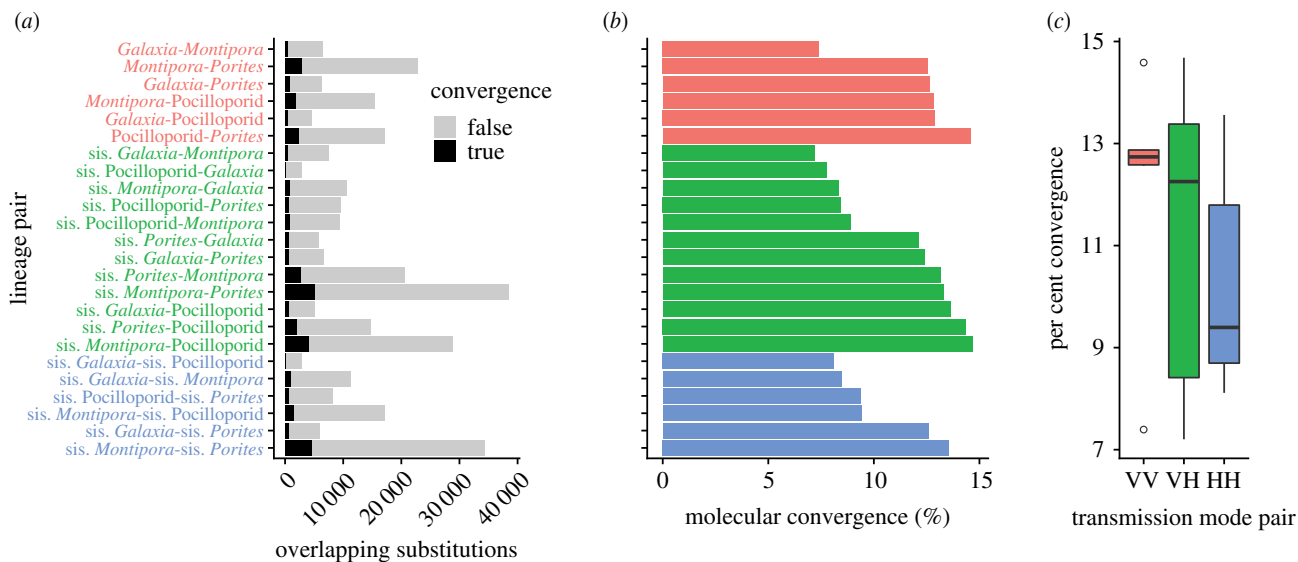 (a)
(b)
(c)
lineage pair
Galaxia-Montipora
Montipora-Porites
Galaxia-Porites
Montipora-Pocilloporid
Galaxia-Pocilloporid
Pocilloporid-Porites
sis. Galaxia-Montipora
sis. Pocilloporid-Galaxia
sis. Montipora-Galaxia
sis. Pocilloporid-Porites
sis. Pocilloporid-Montipora
sis. Porites-Galaxia
sis. Galaxia-Porites
sis. Porites-Montipora
sis. Montipora-Porites
sis. Galaxia-Pocilloporid
sis. Porites-Pocilloporid
sis. Montipora-Pocilloporid
sis. Galaxia-sis. Pocilloporid
sis. Galaxia-sis. Montipora
sis. Pocilloporid-sis. Porites
sis. Montipora-sis. Pocilloporid
sis. Galaxia-sis. Porites
sis. Montipora-sis. Porites
convergence
false
true
0
10 000
20 000
30 000
40 000
overlapping substitutions
0
5
10
15
molecular convergence (%)
per cent convergence
15
13
11
9
7
VV
VH
HH
transmission mode pair